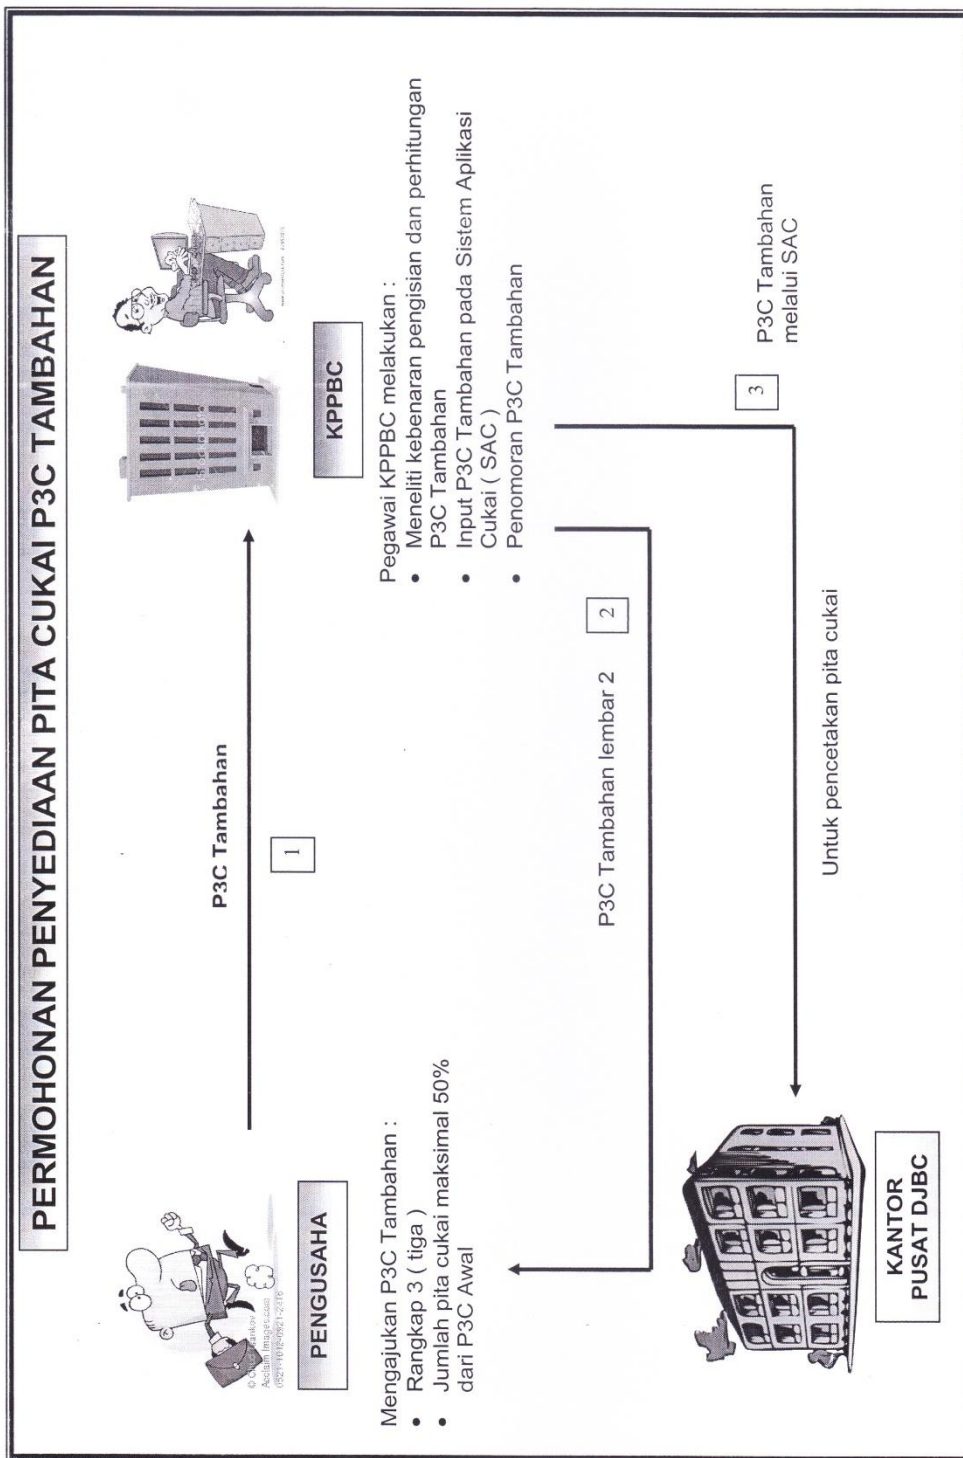 PERMOHONAN PENYEDIAAN PITA CUKAI P3C TAMBAHAN
PENGUSAHA
Mengajukan P3C Tambahan :
• Rangkap 3 ( tiga )
• Jumlah pita cukai maksimal 50%
dari P3C Awal
P3C Tambahan
1
KPPBC
Pegawai KPPBC melakukan :
• Meneliti kebenaran pengisian dan perhitungan
P3C Tambahan
• Input P3C Tambahan pada Sistem Aplikasi
Cukai ( SAC )
• Penomoran P3C Tambahan
P3C Tambahan lembar 2
2
3
P3C Tambahan
melalui SAC
Untuk pencetakan pita cukai
KANTOR
PUSAT DJBC